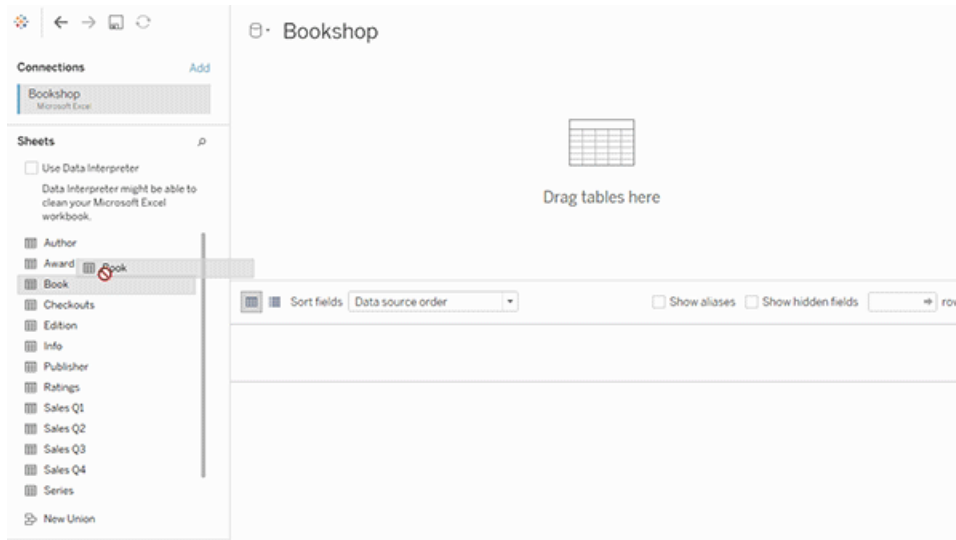 Bookshop
Connections
Add
Bookshop
Microsoft Excel
Sheets
Use Data Interpreter
Data Interpreter might be able to
clean your Microsoft Excel
workbook.
Author
Award
Book
Book
Checkouts
Edition
Info
Publisher
Ratings
Sales Q1
Sales Q2
Sales Q3
Sales Q4
Series
New Union
Drag tables here
Sort fields
Data source order
Show aliases
Show hidden fields
row